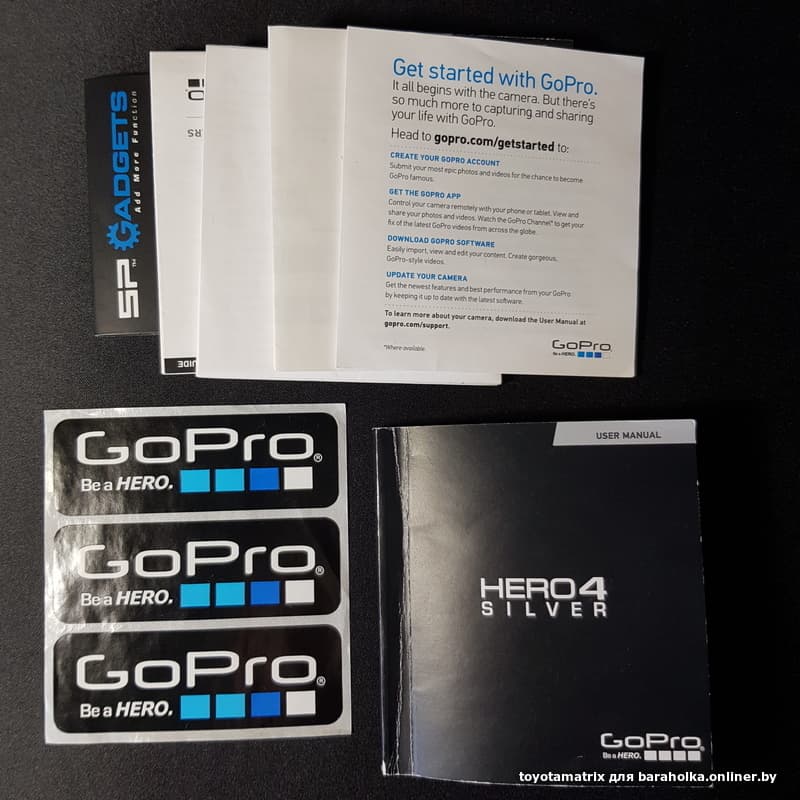 SP™ GADGETS
Add More Function
GUIDE
Get started with GoPro.
It all begins with the camera. But there's
so much more to capturing and sharing
your life with GoPro.
Head to gopro.com/getstarted to:
CREATE YOUR GOPRO ACCOUNT
Submit your most epic photos and videos for the chance to become
GoPro famous.
GET THE GOPRO APP
Control your camera remotely with your phone or tablet. View and
share your photos and videos. Watch the GoPro Channel* to get your
fix of the latest GoPro videos from across the globe.
DOWNLOAD GOPRO SOFTWARE
Easily import, view and edit your content. Create gorgeous,
GoPro-style videos.
UPDATE YOUR CAMERA
Get the newest features and best performance from your GoPro
by keeping it up to date with the latest software.
To learn more about your camera, download the User Manual at
gopro.com/support.
*Where available.
GoPro
Be a HERO.
GoPro®
Be a HERO.
GoPro®
Be a HERO.
GoPro®
Be a HERO.
USER MANUAL
HERO4
SILVER
GoPro
Be a HERO.
toyotamatrix для baraholka.onliner.by